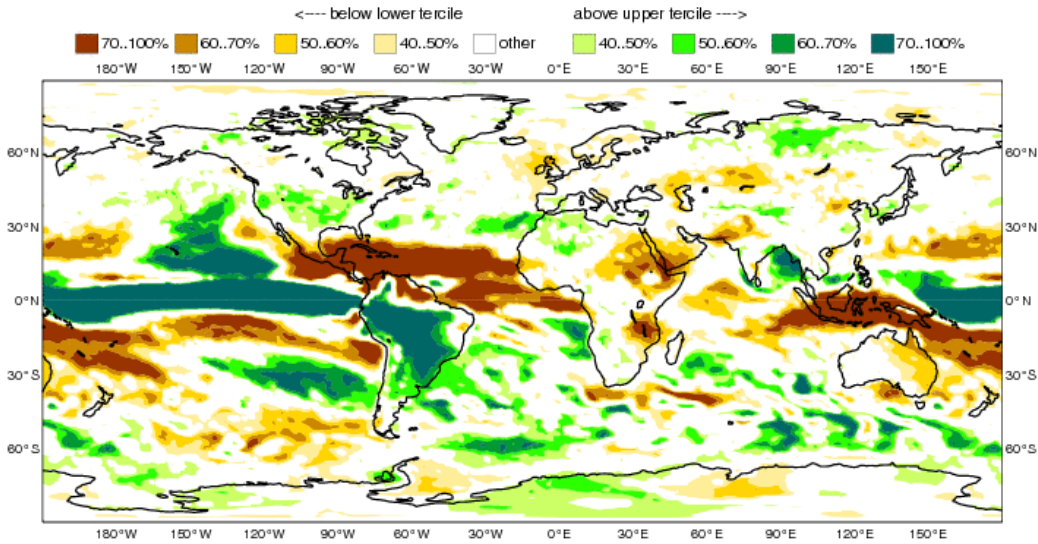 <---- below lower tercile above upper tercile ---->
70..100% 60..70% 50..60% 40..50% other 40..50% 50..60% 60..70% 70..100%
180°W 150°W 120°W 90°W 60°W 30°W 0°E 30°E 60°E 90°E 120°E 150°E
60°N 60°N
30°N 30°N
0°N 0°N
30°S 30°S
60°S 60°S
180°W 150°W 120°W 90°W 60°W 30°W 0°E 30°E 60°E 90°E 120°E 150°E